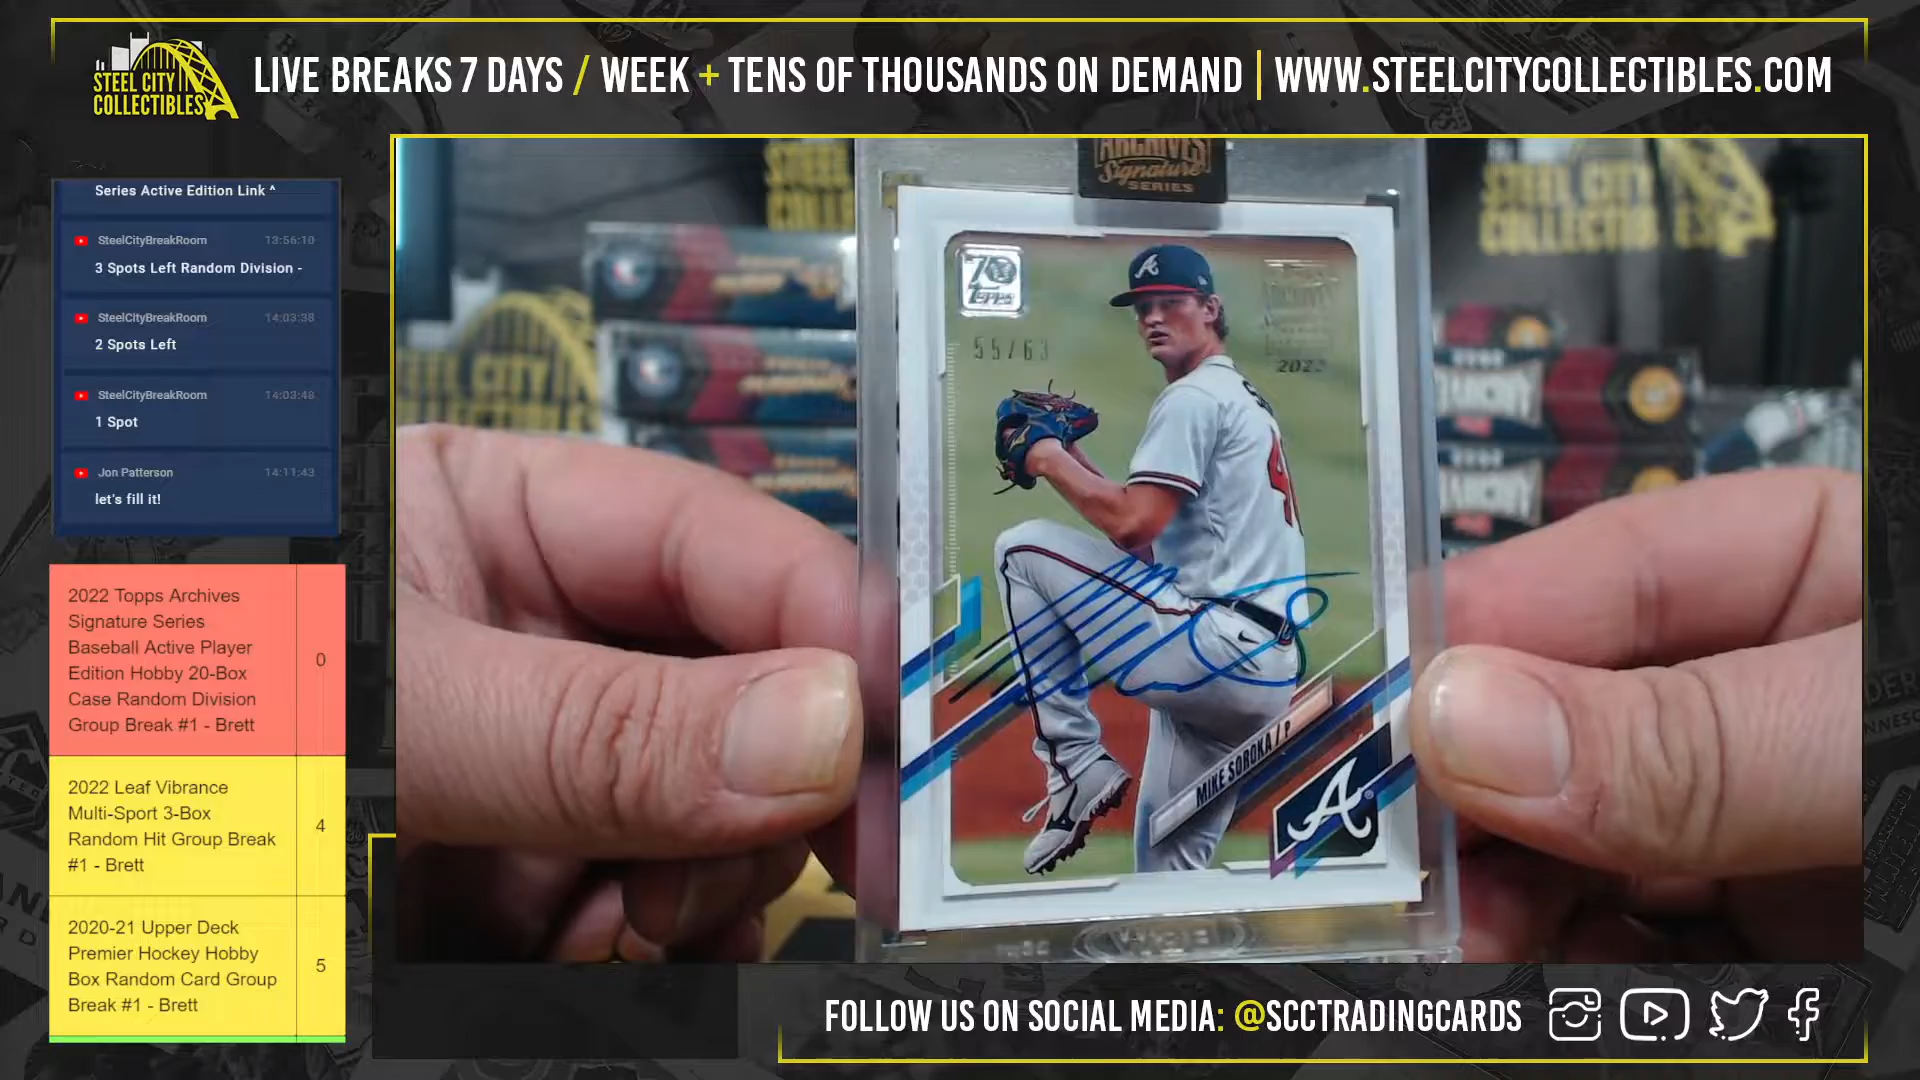 STEEL CITY
COLLECTIBLES
LIVE BREAKS 7 DAYS / WEEK + TENS OF THOUSANDS ON DEMAND | WWW.STEELCITYCOLLECTIBLES.COM
Series Active Edition Link ^
SteelCityBreakRoom 13:56:10
3 Spots Left Random Division -
SteelCityBreakRoom 14:03:38
2 Spots Left
SteelCityBreakRoom 14:03:48
1 Spot
Jon Patterson 14:11:43
let's fill it!
2022 Topps Archives
Signature Series
Baseball Active Player
Edition Hobby 20-Box
Case Random Division
Group Break #1 - Brett
0
2022 Leaf Vibrance
Multi-Sport 3-Box
Random Hit Group Break
#1 - Brett
4
2020-21 Upper Deck
Premier Hockey Hobby
Box Random Card Group
Break #1 - Brett
5
ARCHIVES
Signature
SERIES
70
Topps
55/63
2022
A
MIKE SOROKA / P
A
STEEL CITY
COLLECTIBLES
FOLLOW US ON SOCIAL MEDIA: @SCCTRADINGCARDS